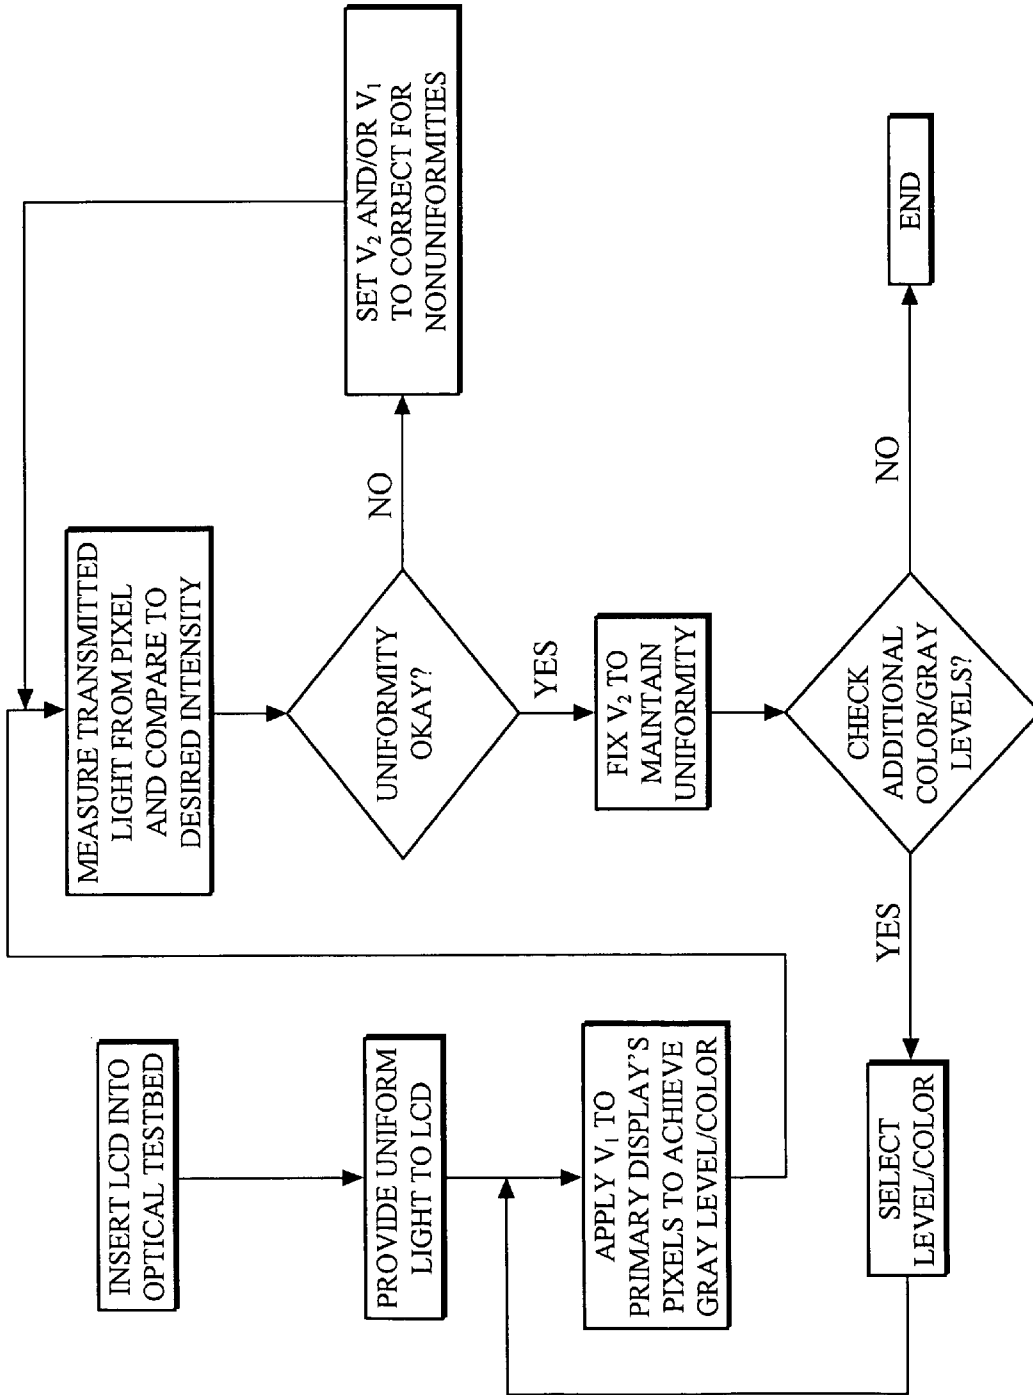 INSERT LCD INTO
OPTICAL TESTBED
PROVIDE UNIFORM
LIGHT TO LCD
APPLY V₁ TO
PRIMARY DISPLAY'S
PIXELS TO ACHIEVE
GRAY LEVEL/COLOR
MEASURE TRANSMITTED
LIGHT FROM PIXEL
AND COMPARE TO
DESIRED INTENSITY
UNIFORMITY
OKAY?
NO
SET V₂ AND/OR V₁
TO CORRECT FOR
NONUNIFORMITIES
YES
FIX V₂ TO
MAINTAIN
UNIFORMITY
CHECK
ADDITIONAL
COLOR/GRAY
LEVELS?
NO
END
YES
SELECT
LEVEL/COLOR